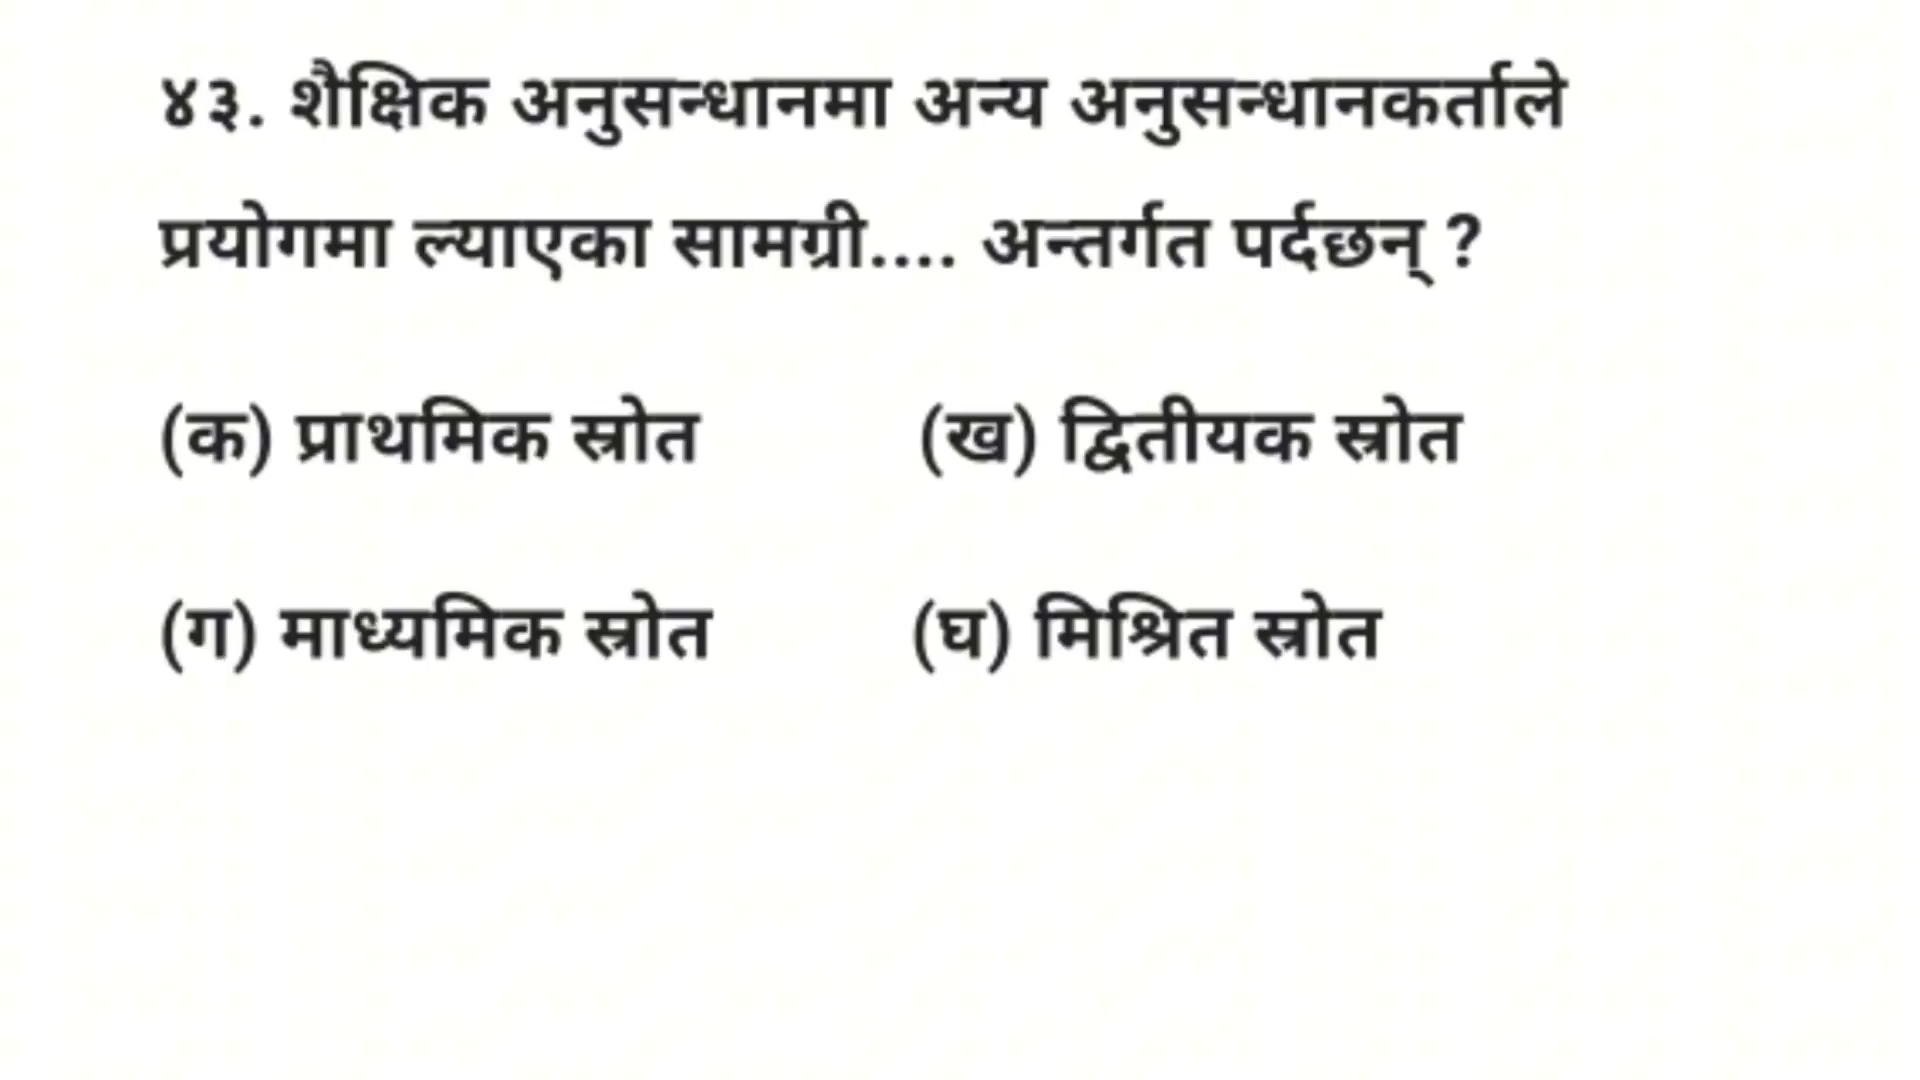 ४३. शैक्षिक अनुसन्धानमा अन्य अनुसन्धानकर्ताले
प्रयोगमा ल्याएका सामग्री.... अन्तर्गत पर्दछन् ?
(क) प्राथमिक स्रोत (ख) द्वितीयक स्रोत
(ग) माध्यमिक स्रोत (घ) मिश्रित स्रोत